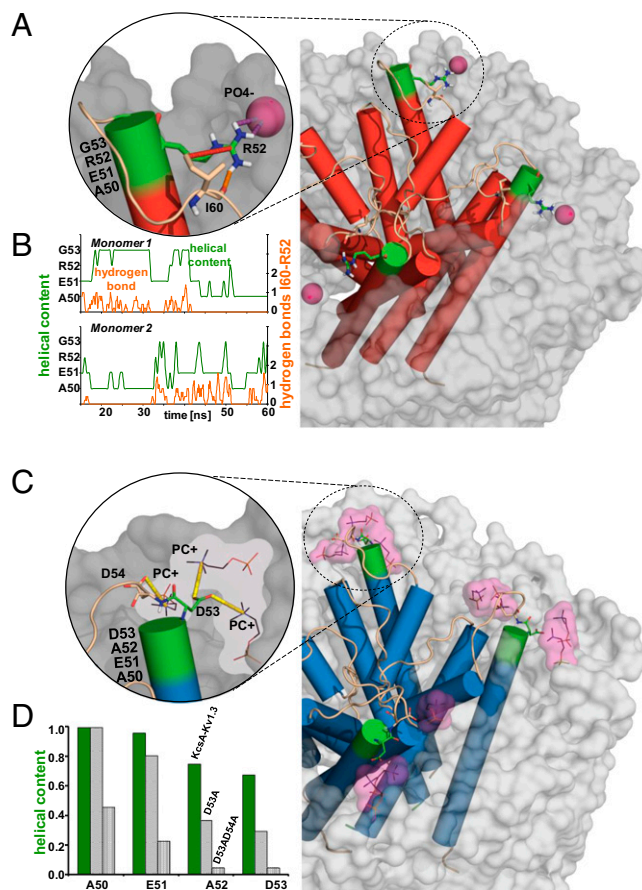 A
PO4-
R52
G53
R52
E51
A50
I60
B
Monomer 1
helical
content
hydrogen
bond
G53
R52
E51
A50
2
1
0
Monomer 2
G53
R52
E51
A50
2
1
0
20 30 40 50 60
time [ns]
helical content
hydrogen bonds I60-R52
C
D54
PC+
PC+
D53
PC+
D53
A52
E51
A50
D
1.0
0.8
0.6
0.4
0.2
0.0
helical content
KcsA-Kv1.3
D53A
D53AD54A
A50 E51 A52 D53